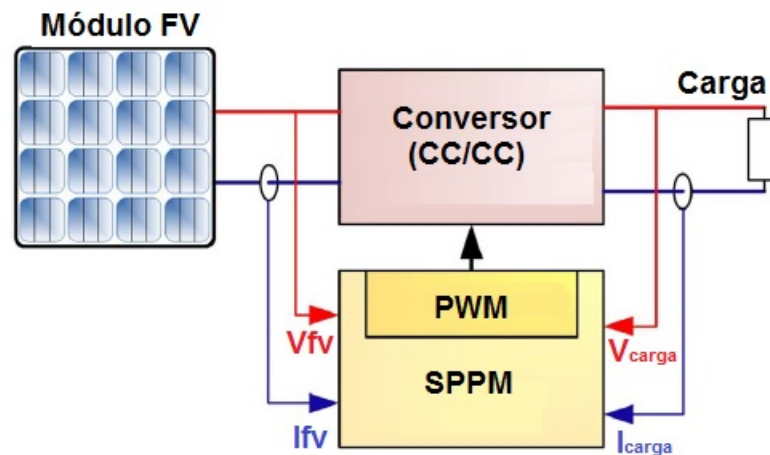 Módulo FV
Carga
Conversor
(CC/CC)
PWM
Vfv
Vcarga
SPPM
Ifv
Icarga